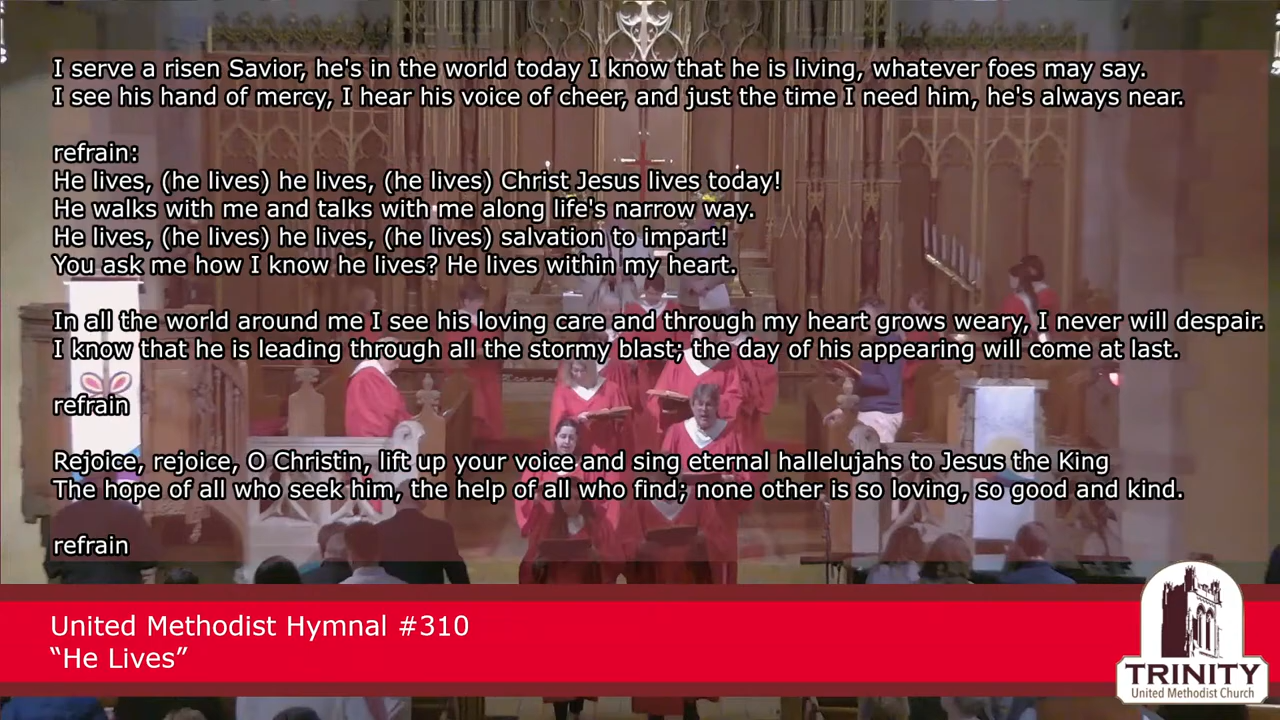 I serve a risen Savior, he's in the world today I know that he is living, whatever foes may say.
I see his hand of mercy, I hear his voice of cheer, and just the time I need him, he's always near.
refrain:
He lives, (he lives) he lives, (he lives) Christ Jesus lives today!
He walks with me and talks with me along life's narrow way.
He lives, (he lives) he lives, (he lives) salvation to impart!
You ask me how I know he lives? He lives within my heart.
In all the world around me I see his loving care and through my heart grows weary, I never will despair.
I know that he is leading through all the stormy blast; the day of his appearing will come at last.
refrain
Rejoice, rejoice, O Christin, lift up your voice and sing eternal hallelujahs to Jesus the King
The hope of all who seek him, the help of all who find; none other is so loving, so good and kind.
refrain
United Methodist Hymnal #310
“He Lives”
TRINITY
United Methodist Church